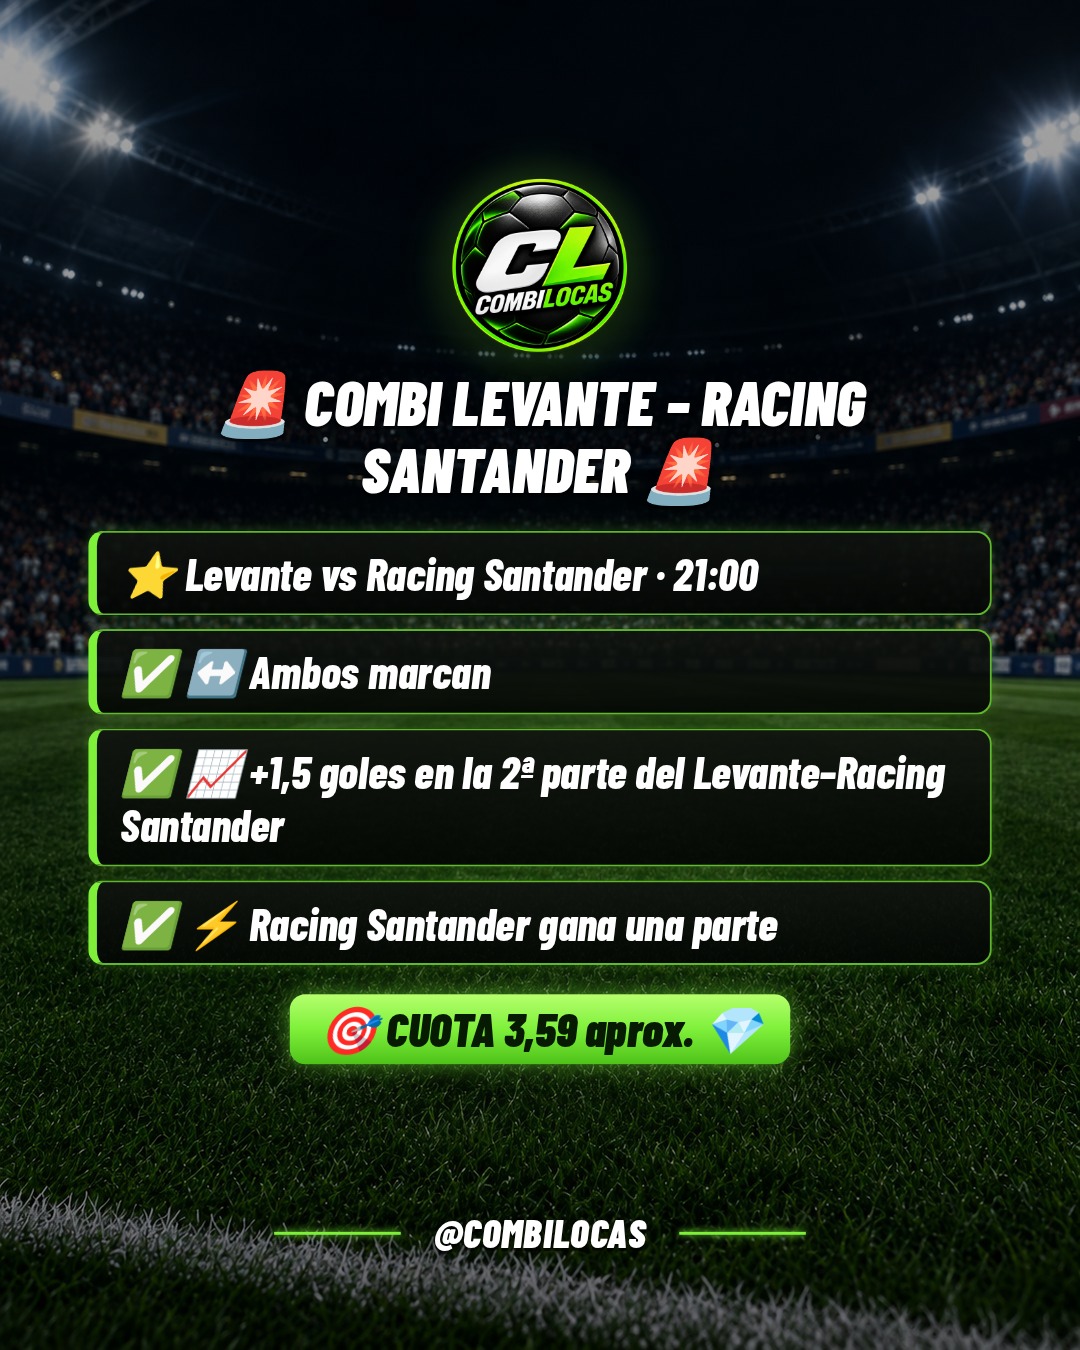 CL
COMBILOCAS
🚨 COMBI LEVANTE - RACING
SANTANDER 🚨
⭐ Levante vs Racing Santander · 21:00
✅ ↔️ Ambos marcan
✅ 📈 +1,5 goles en la 2ª parte del Levante-Racing
Santander
✅ ⚡ Racing Santander gana una parte
🎯 CUOTA 3,59 aprox. 💎
@COMBILOCAS